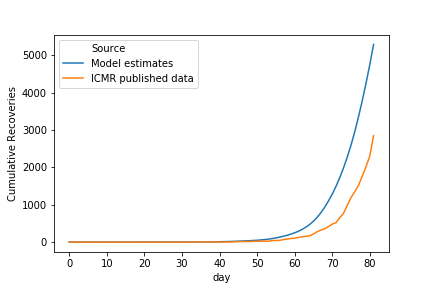 Source
Model estimates
ICMR published data
Cumulative Recoveries
5000
4000
3000
2000
1000
0
0 10 20 30 40 50 60 70 80
day